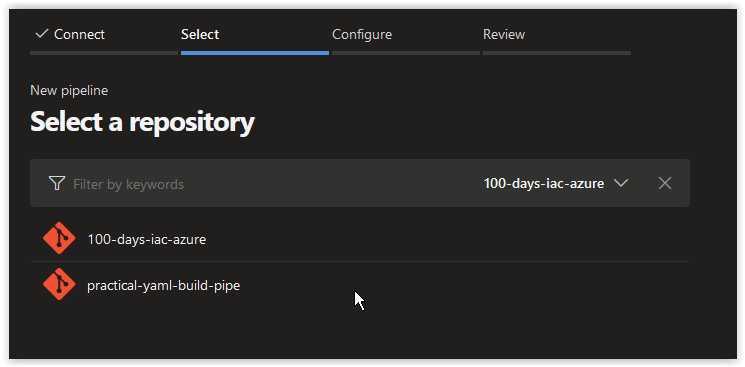 Connect Select Configure Review
New pipeline
Select a repository
Filter by keywords 100-days-iac-azure
100-days-iac-azure
practical-yaml-build-pipe